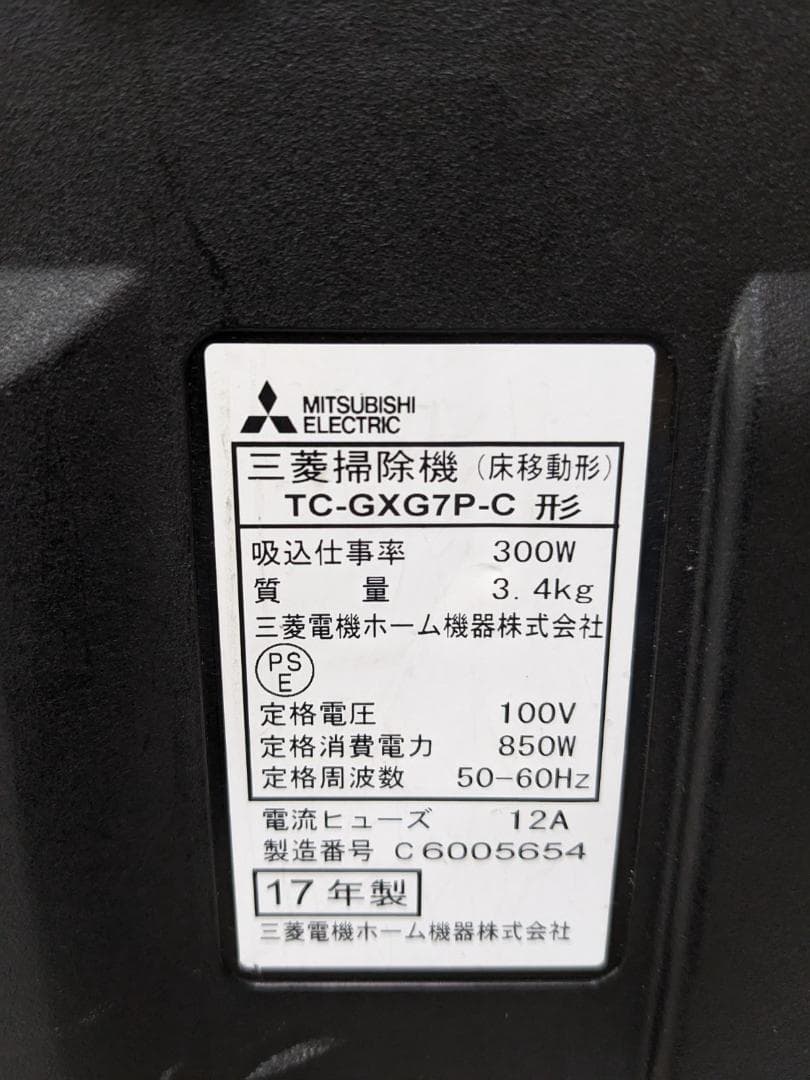 MITSUBISHI
ELECTRIC
三菱掃除機（床移動形）
TC-GXG7P-C 形
吸込仕事率 300W
質量 3.4kg
三菱電機ホーム機器株式会社
PS
E
定格電圧 100V
定格消費電力 850W
定格周波数 50-60Hz
電流ヒューズ 12A
製造番号 C6005654
17年製
三菱電機ホーム機器株式会社